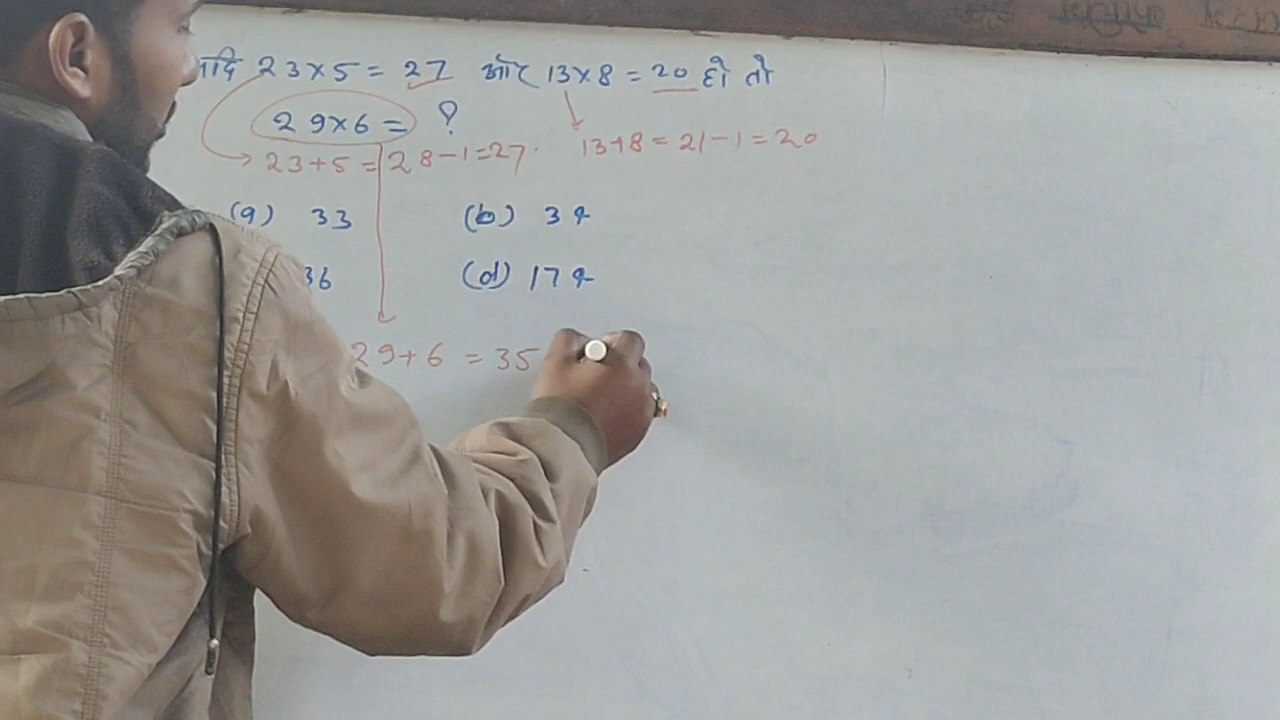 यदि 23×5 = 27 और 13×8 = 20 हो तो
29×6 = ?
23+5 = 28-1=27 13+8 = 21-1 = 20
(a) 33 (b) 34
36 (d) 174
29+6 = 35